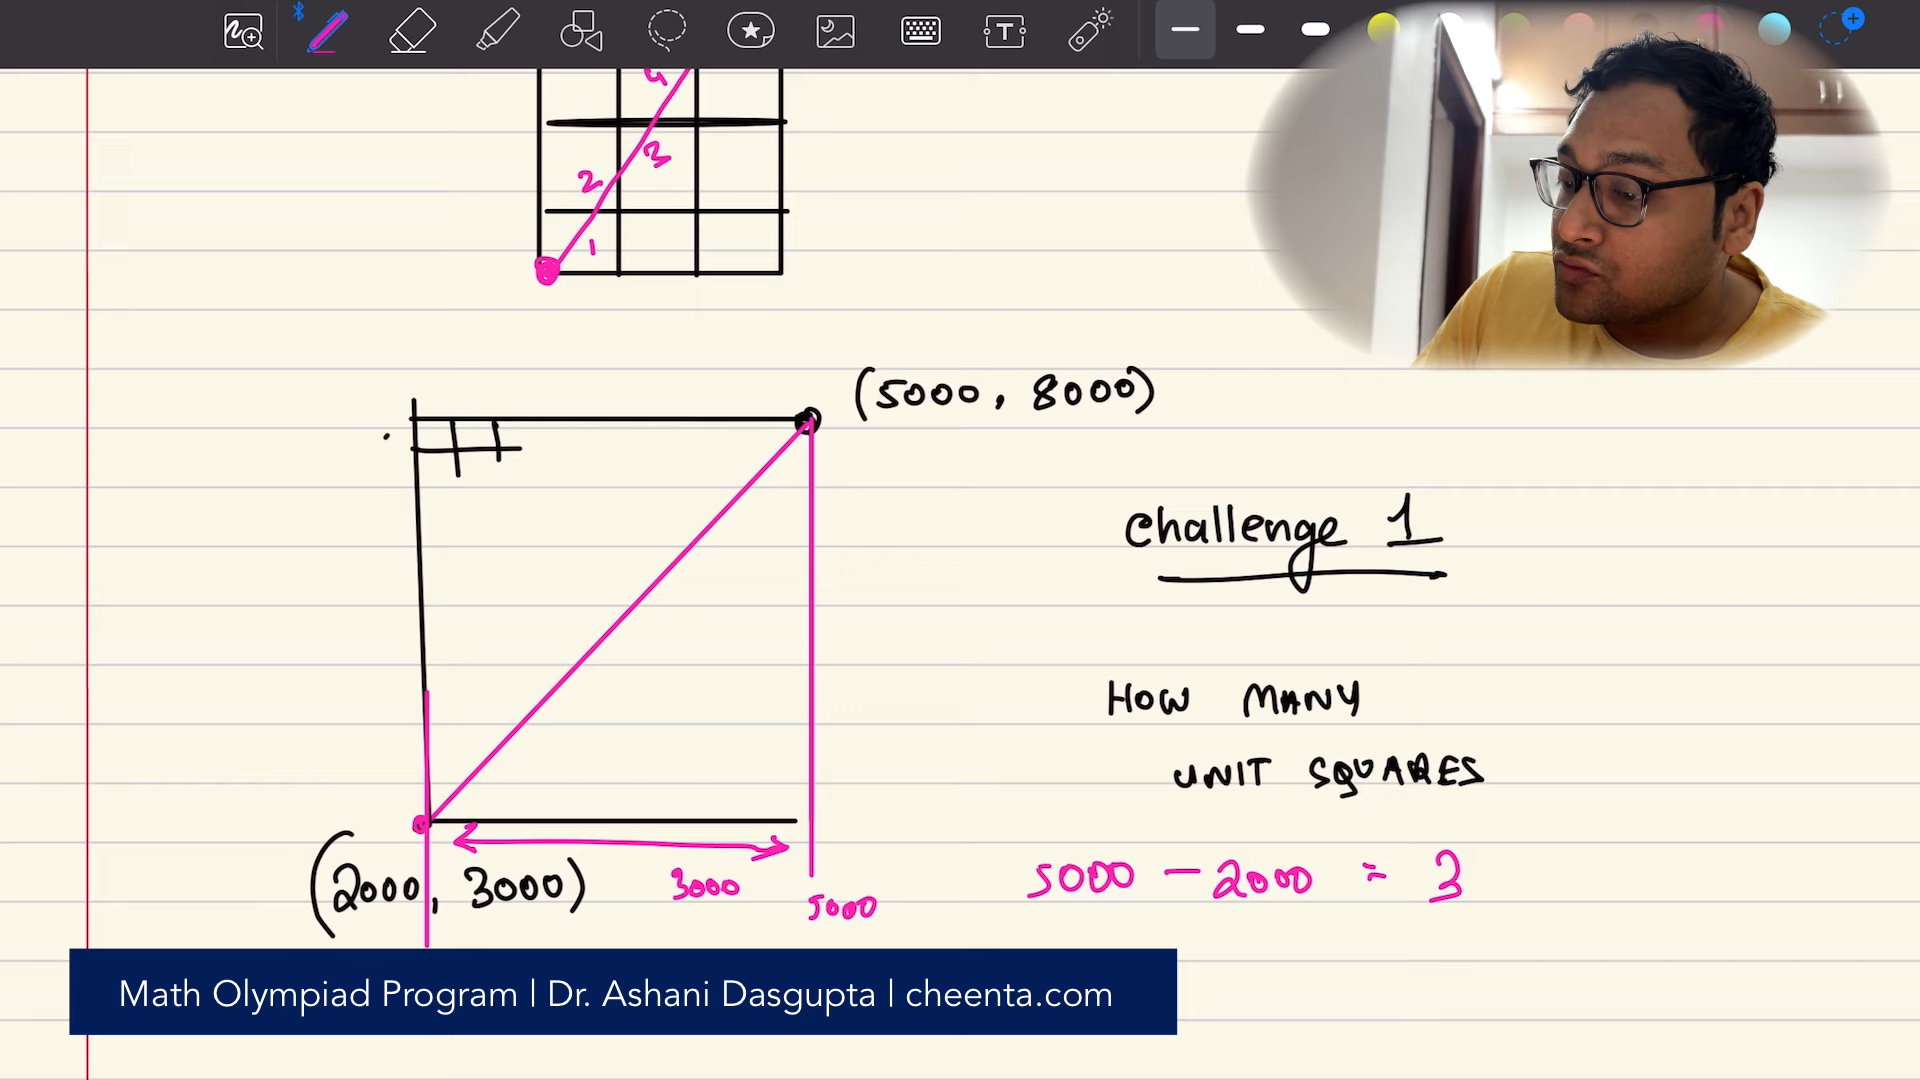 T
4
3
2
1
(5000, 8000)
Challenge 1
HOW MANY
UNIT SQUARES
(2000, 3000)
3000
5000
5000 - 2000 = 3
Math Olympiad Program | Dr. Ashani Dasgupta | cheenta.com